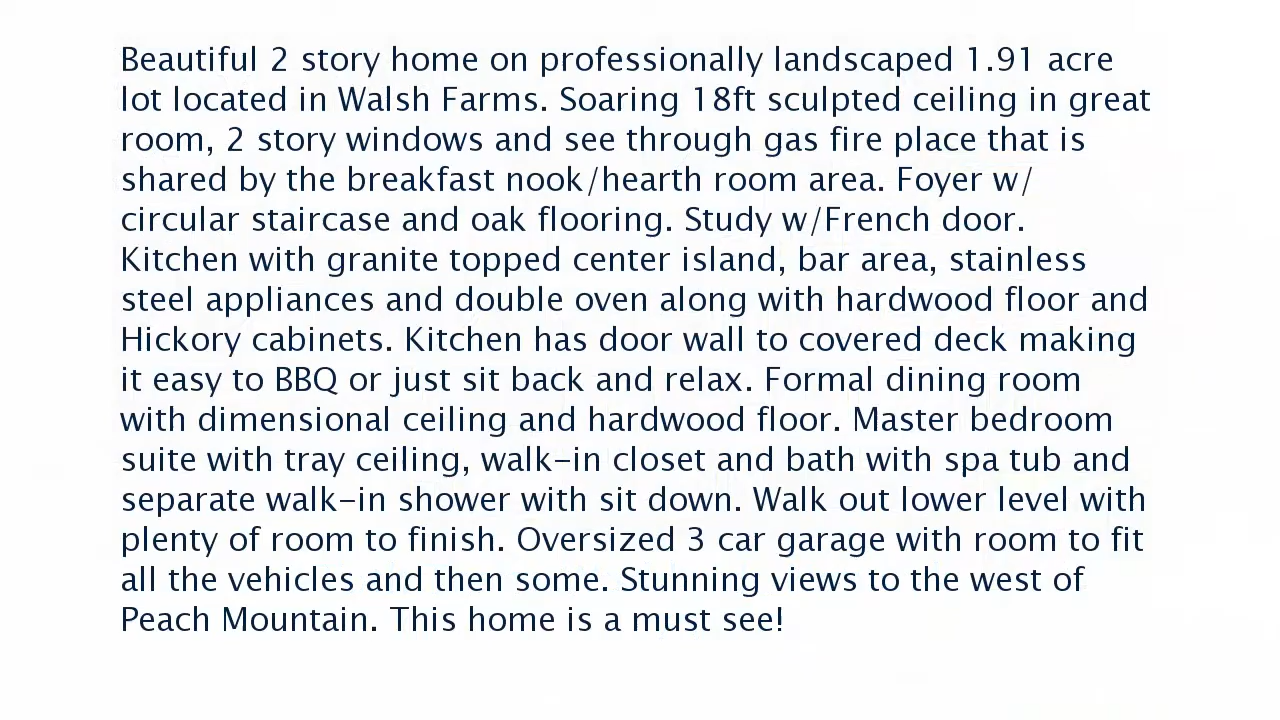 Beautiful 2 story home on professionally landscaped 1.91 acre
lot located in Walsh Farms. Soaring 18ft sculpted ceiling in great
room, 2 story windows and see through gas fire place that is
shared by the breakfast nook/hearth room area. Foyer w/
circular staircase and oak flooring. Study w/French door.
Kitchen with granite topped center island, bar area, stainless
steel appliances and double oven along with hardwood floor and
Hickory cabinets. Kitchen has door wall to covered deck making
it easy to BBQ or just sit back and relax. Formal dining room
with dimensional ceiling and hardwood floor. Master bedroom
suite with tray ceiling, walk-in closet and bath with spa tub and
separate walk-in shower with sit down. Walk out lower level with
plenty of room to finish. Oversized 3 car garage with room to fit
all the vehicles and then some. Stunning views to the west of
Peach Mountain. This home is a must see!